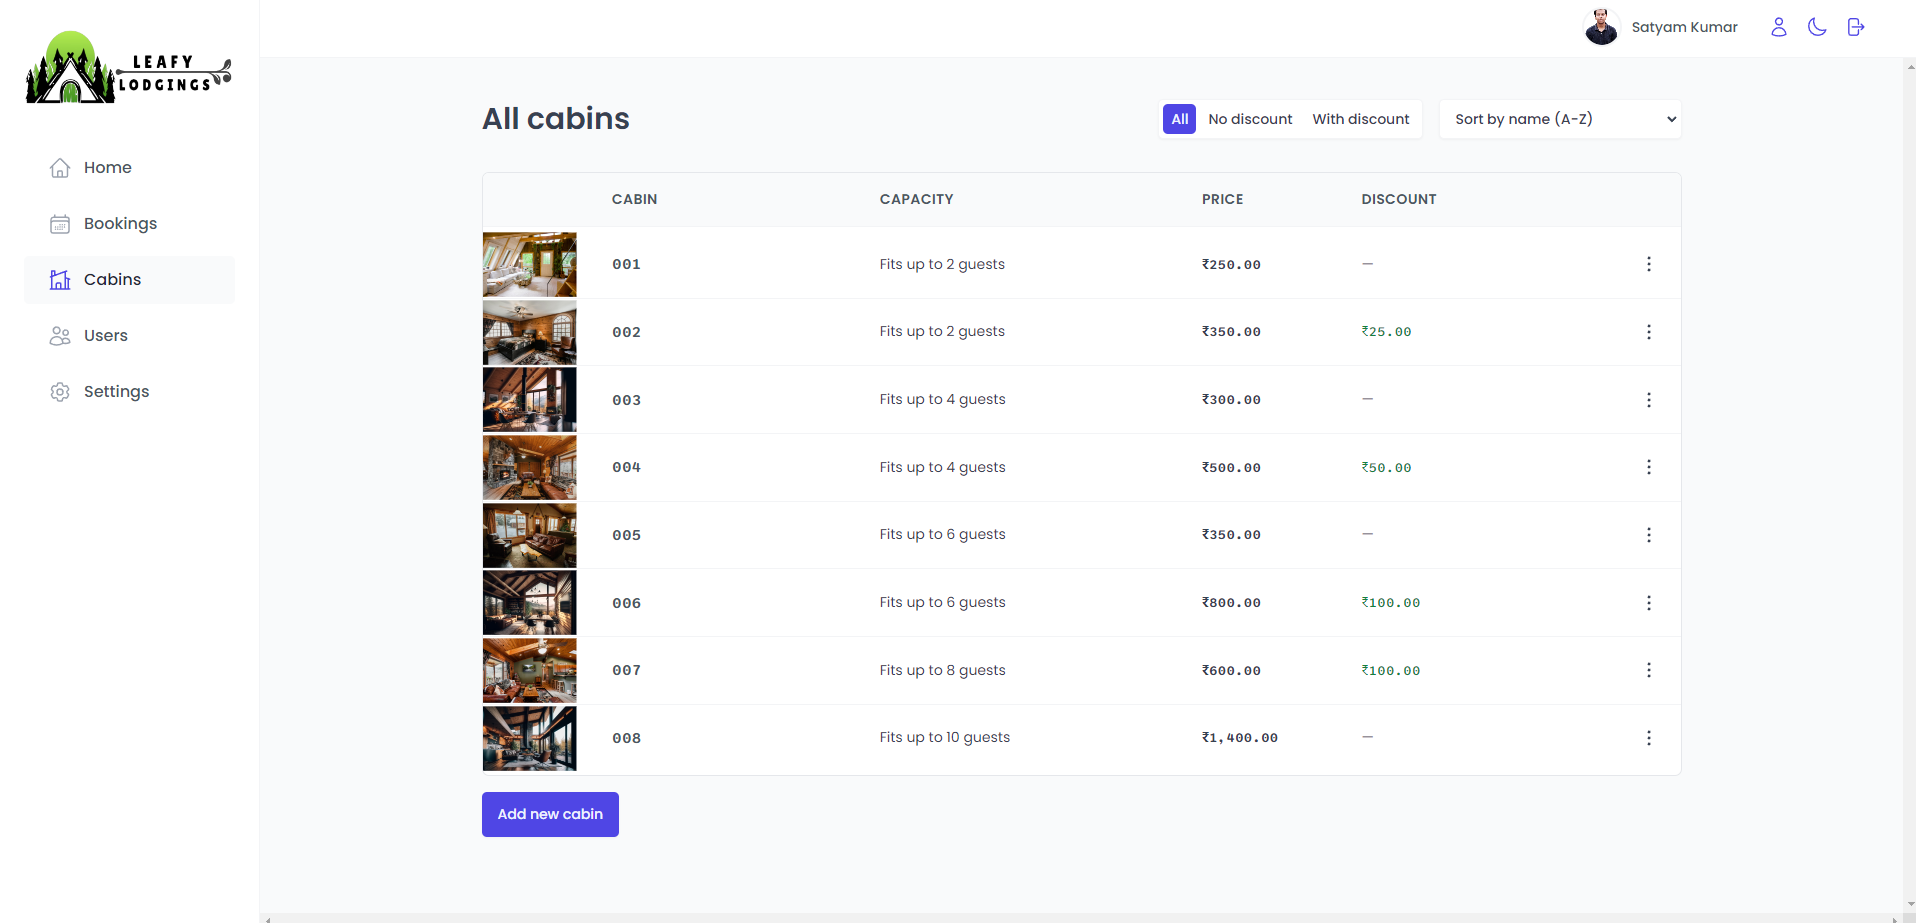 LEAFY
LODGINGS
Satyam Kumar
Home
Bookings
Cabins
Users
Settings
All cabins
All No discount With discount Sort by name (A-Z)
CABIN CAPACITY PRICE DISCOUNT
001 Fits up to 2 guests ₹250.00 —
002 Fits up to 2 guests ₹350.00 ₹25.00
003 Fits up to 4 guests ₹300.00 —
004 Fits up to 4 guests ₹500.00 ₹50.00
005 Fits up to 6 guests ₹350.00 —
006 Fits up to 6 guests ₹800.00 ₹100.00
007 Fits up to 8 guests ₹600.00 ₹100.00
008 Fits up to 10 guests ₹1,400.00 —
Add new cabin